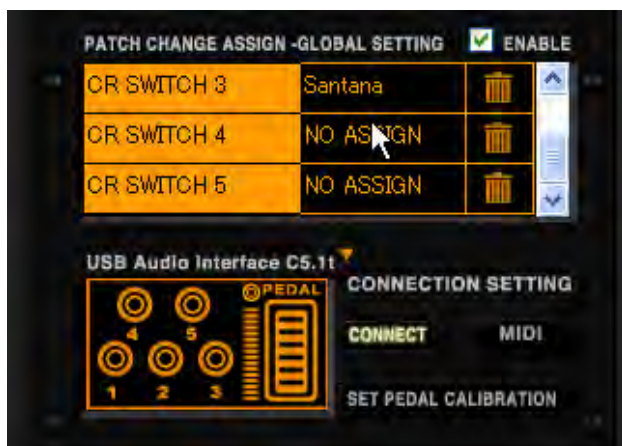 PATCH CHANGE ASSIGN -GLOBAL SETTING ENABLE
CR SWITCH 3 Santana
CR SWITCH 4 NO ASSIGN
CR SWITCH 5 NO ASSIGN
USB Audio Interface C5.1t
CONNECTION SETTING
PEDAL
4 5
CONNECT MIDI
1 2 3
SET PEDAL CALIBRATION